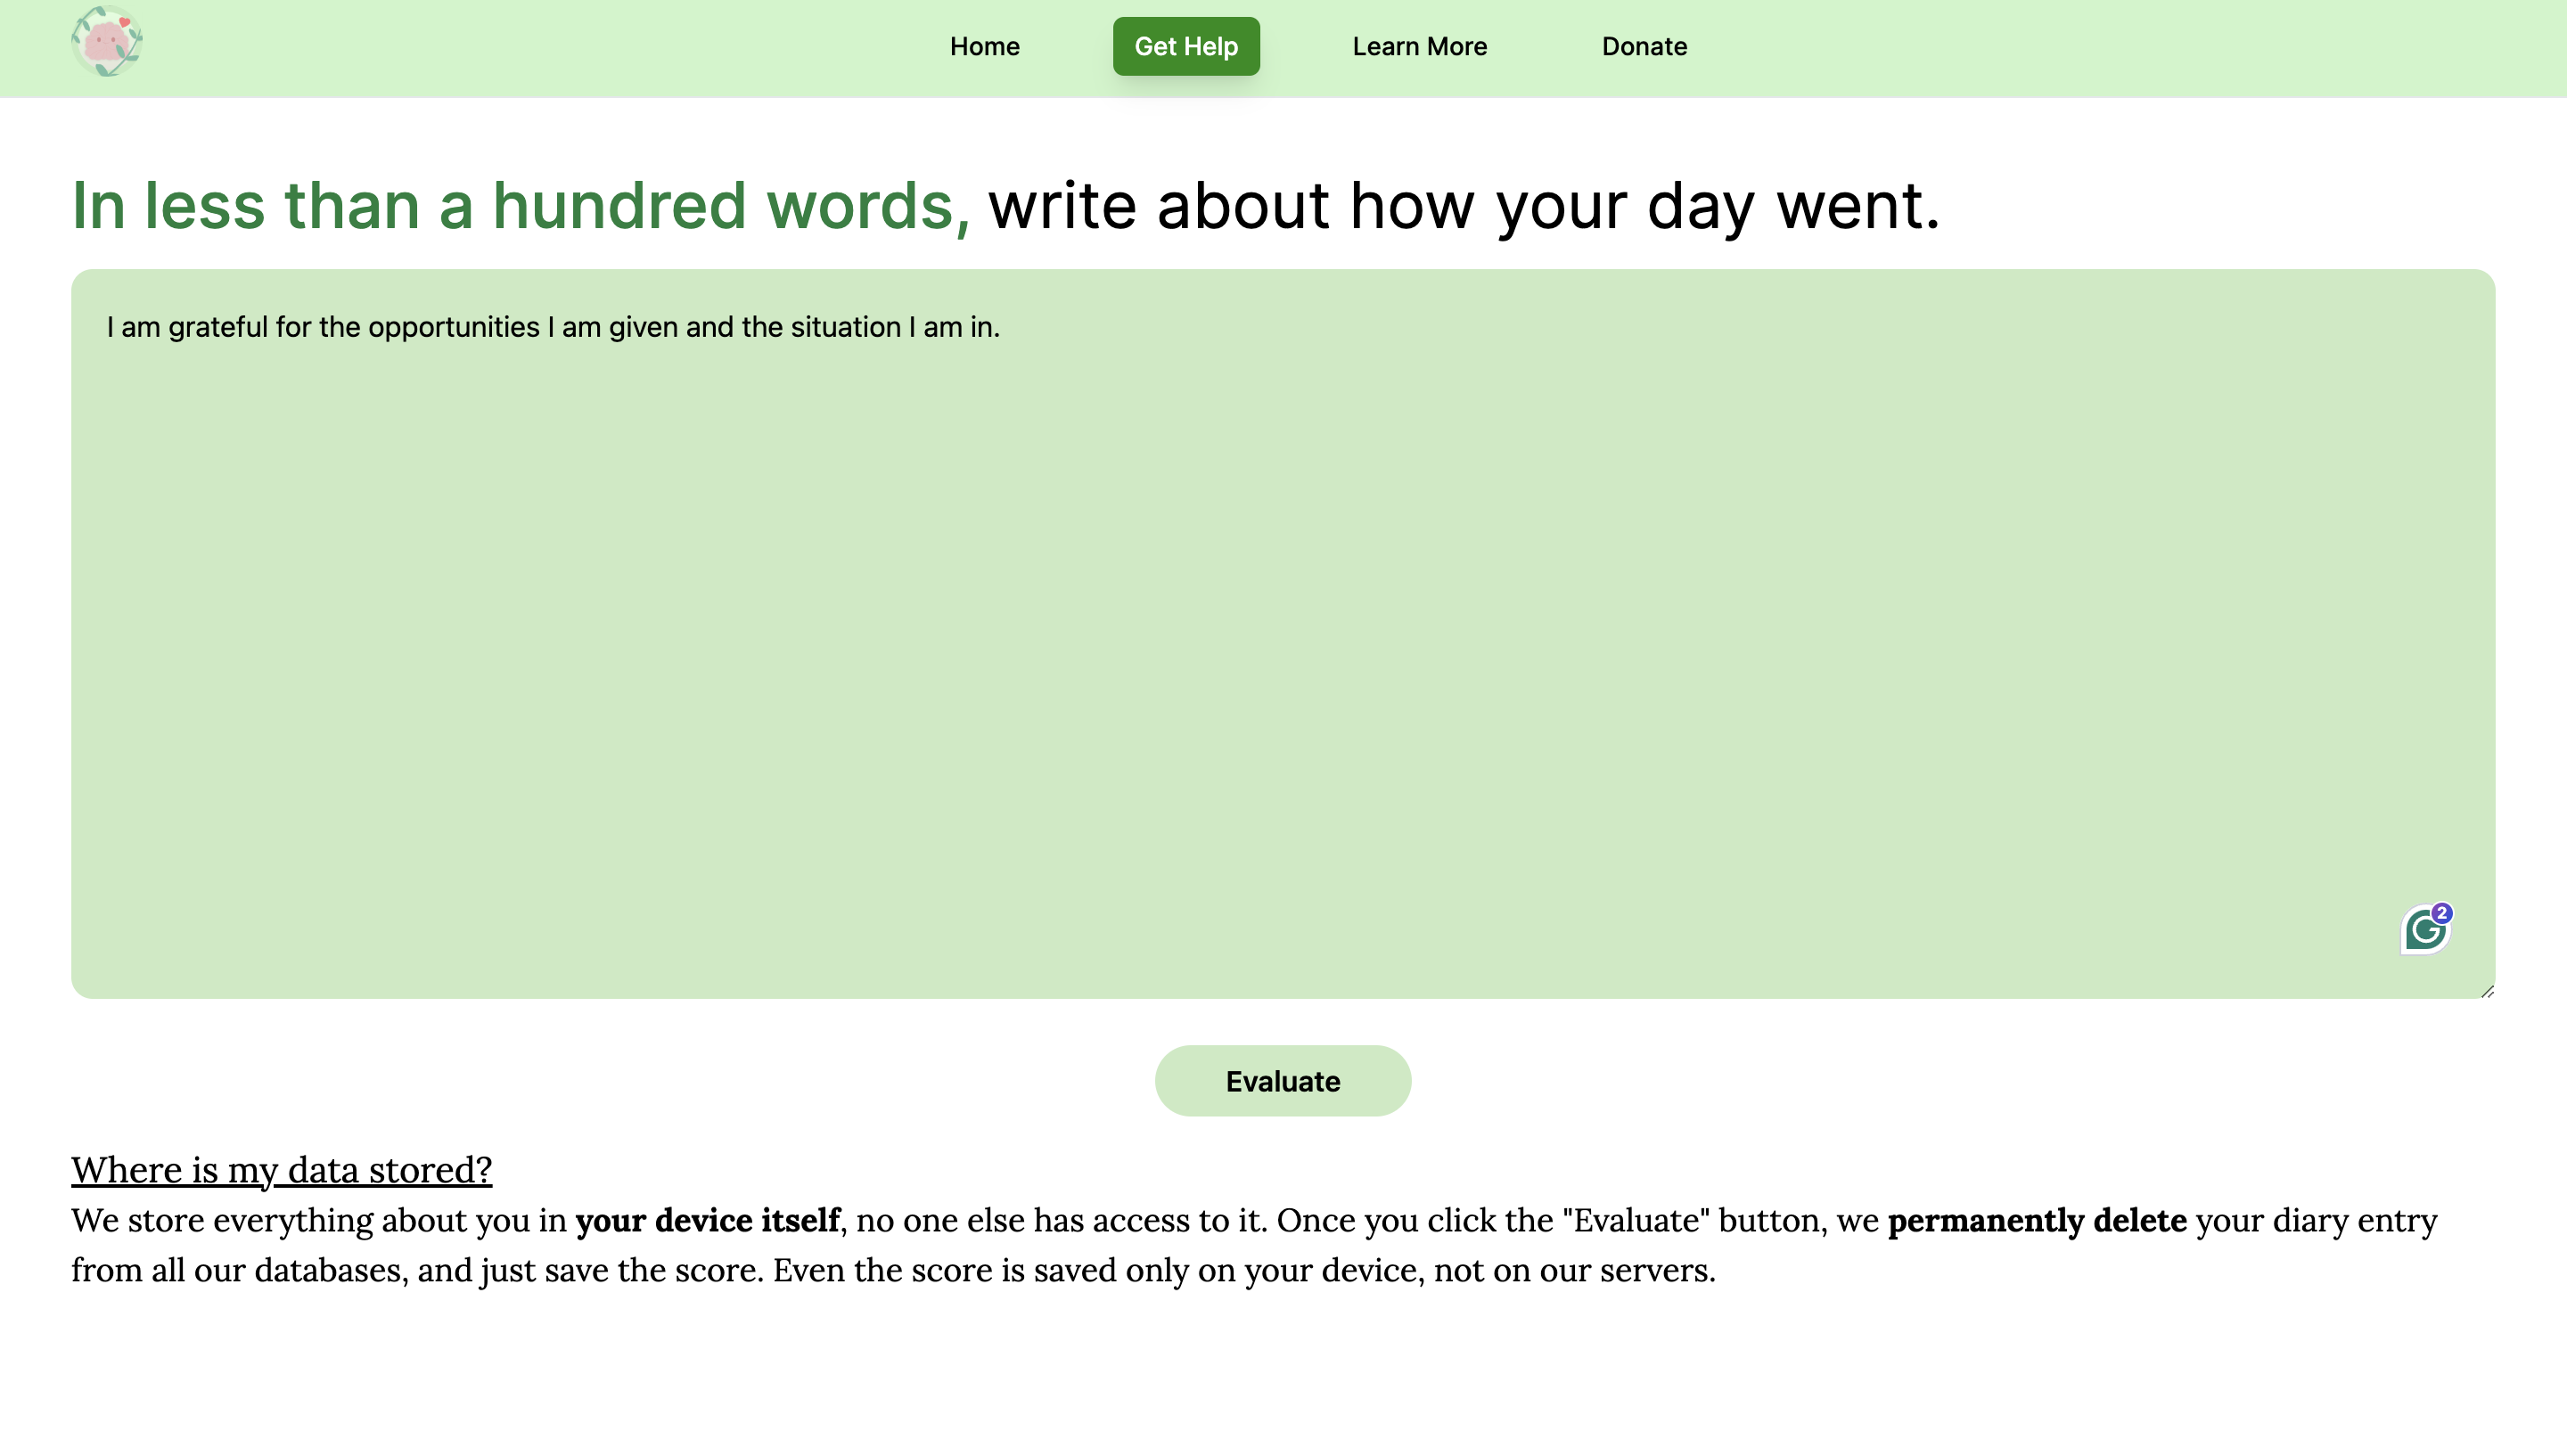 Home
Get Help
Learn More
Donate
In less than a hundred words, write about how your day went.
I am grateful for the opportunities I am given and the situation I am in.
2
Evaluate
Where is my data stored?
We store everything about you in your device itself, no one else has access to it. Once you click the "Evaluate" button, we permanently delete your diary entry
from all our databases, and just save the score. Even the score is saved only on your device, not on our servers.